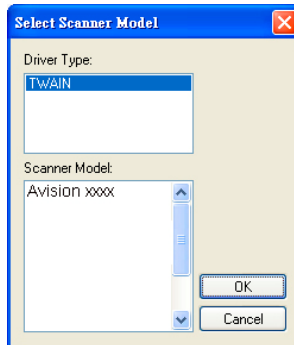 Select Scanner Model
Driver Type:
TWAIN
Scanner Model:
Avision xxxx
OK
Cancel